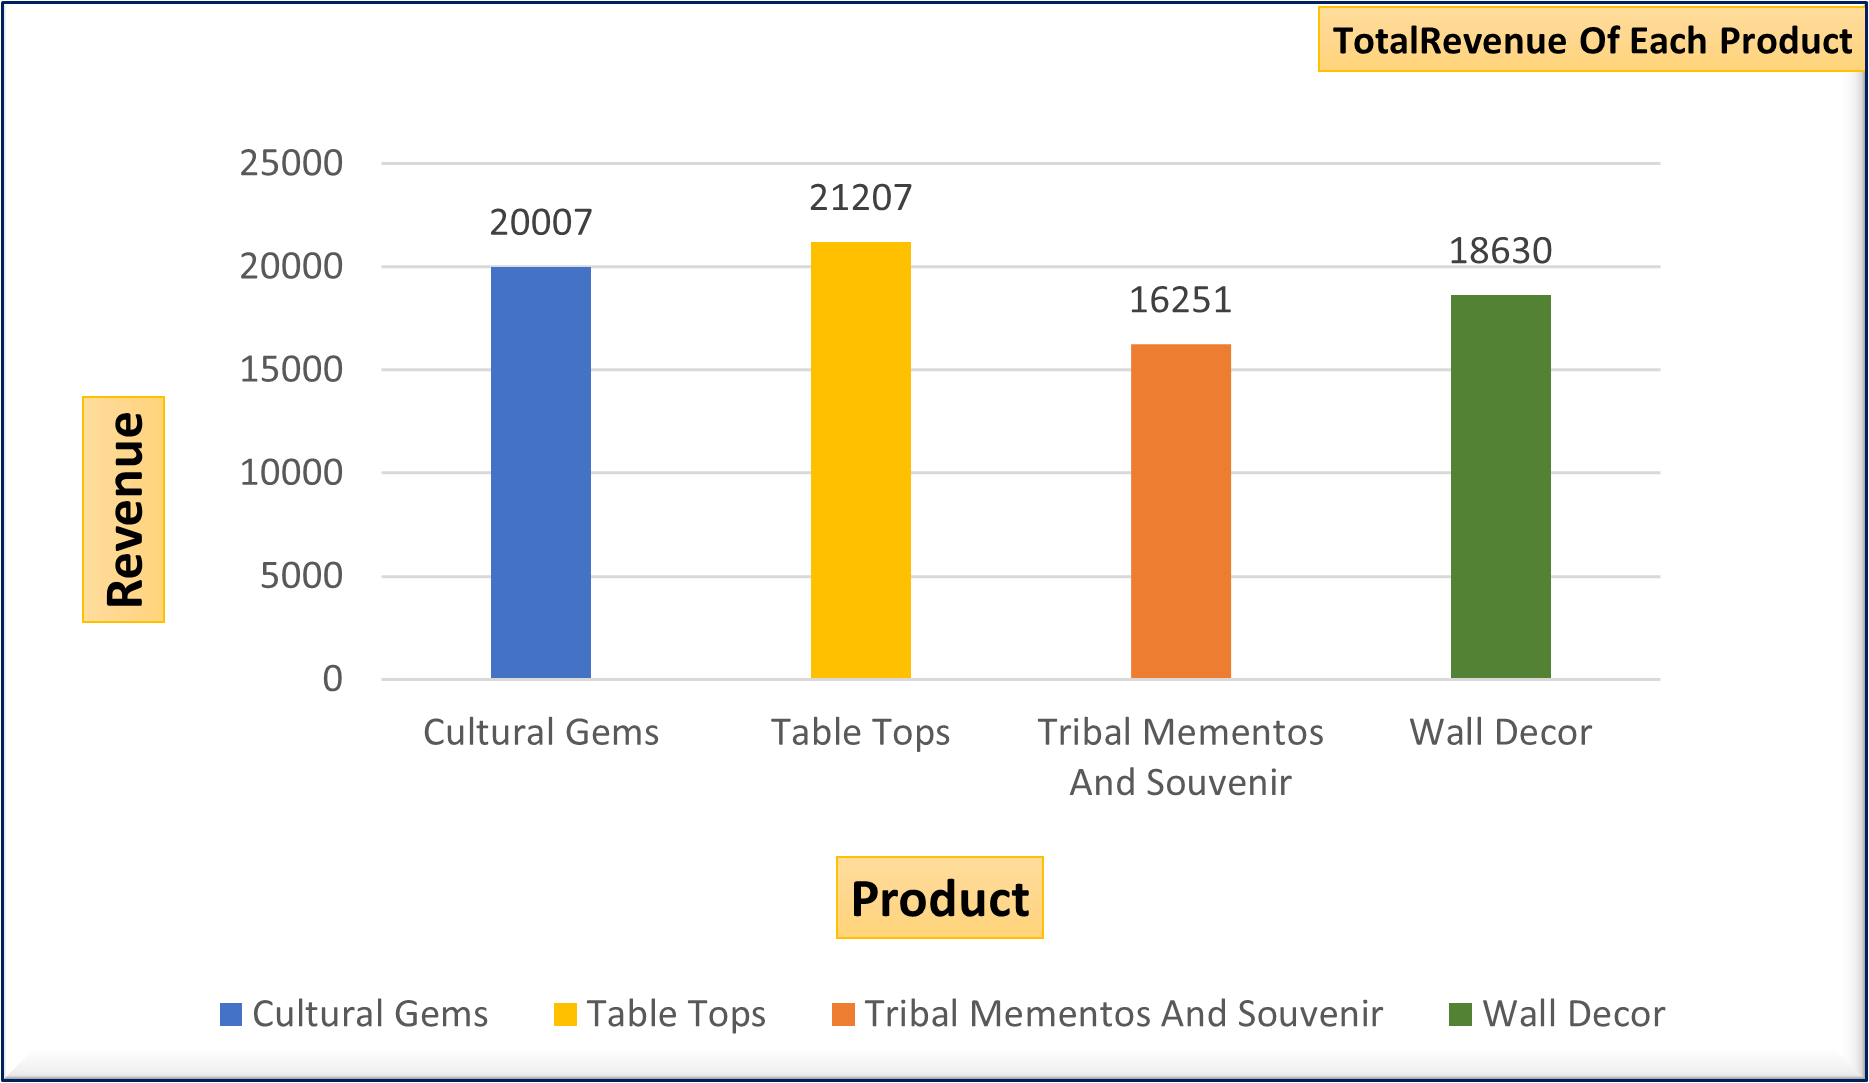 TotalRevenue Of Each Product
25000
20000
15000
10000
5000
0
Revenue
20007
21207
16251
18630
Cultural Gems
Table Tops
Tribal Mementos
And Souvenir
Wall Decor
Product
Cultural Gems
Table Tops
Tribal Mementos And Souvenir
Wall Decor